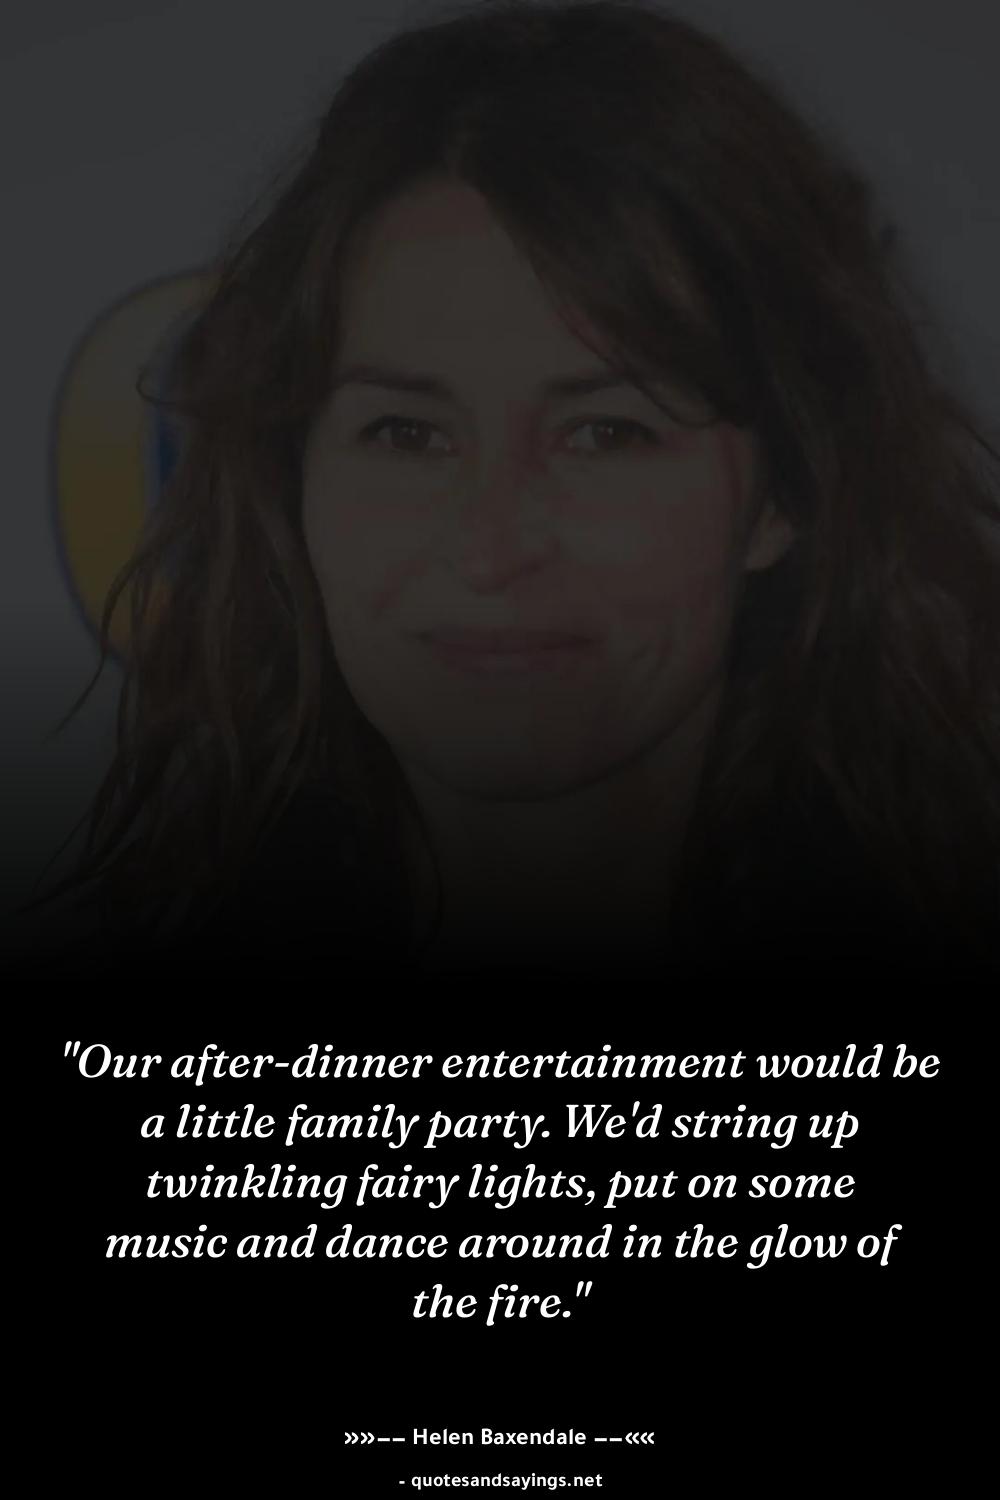 "Our after-dinner entertainment would be
a little family party. We'd string up
twinkling fairy lights, put on some
music and dance around in the glow of
the fire."
»»−− Helen Baxendale −−««
- quotesandsayings.net